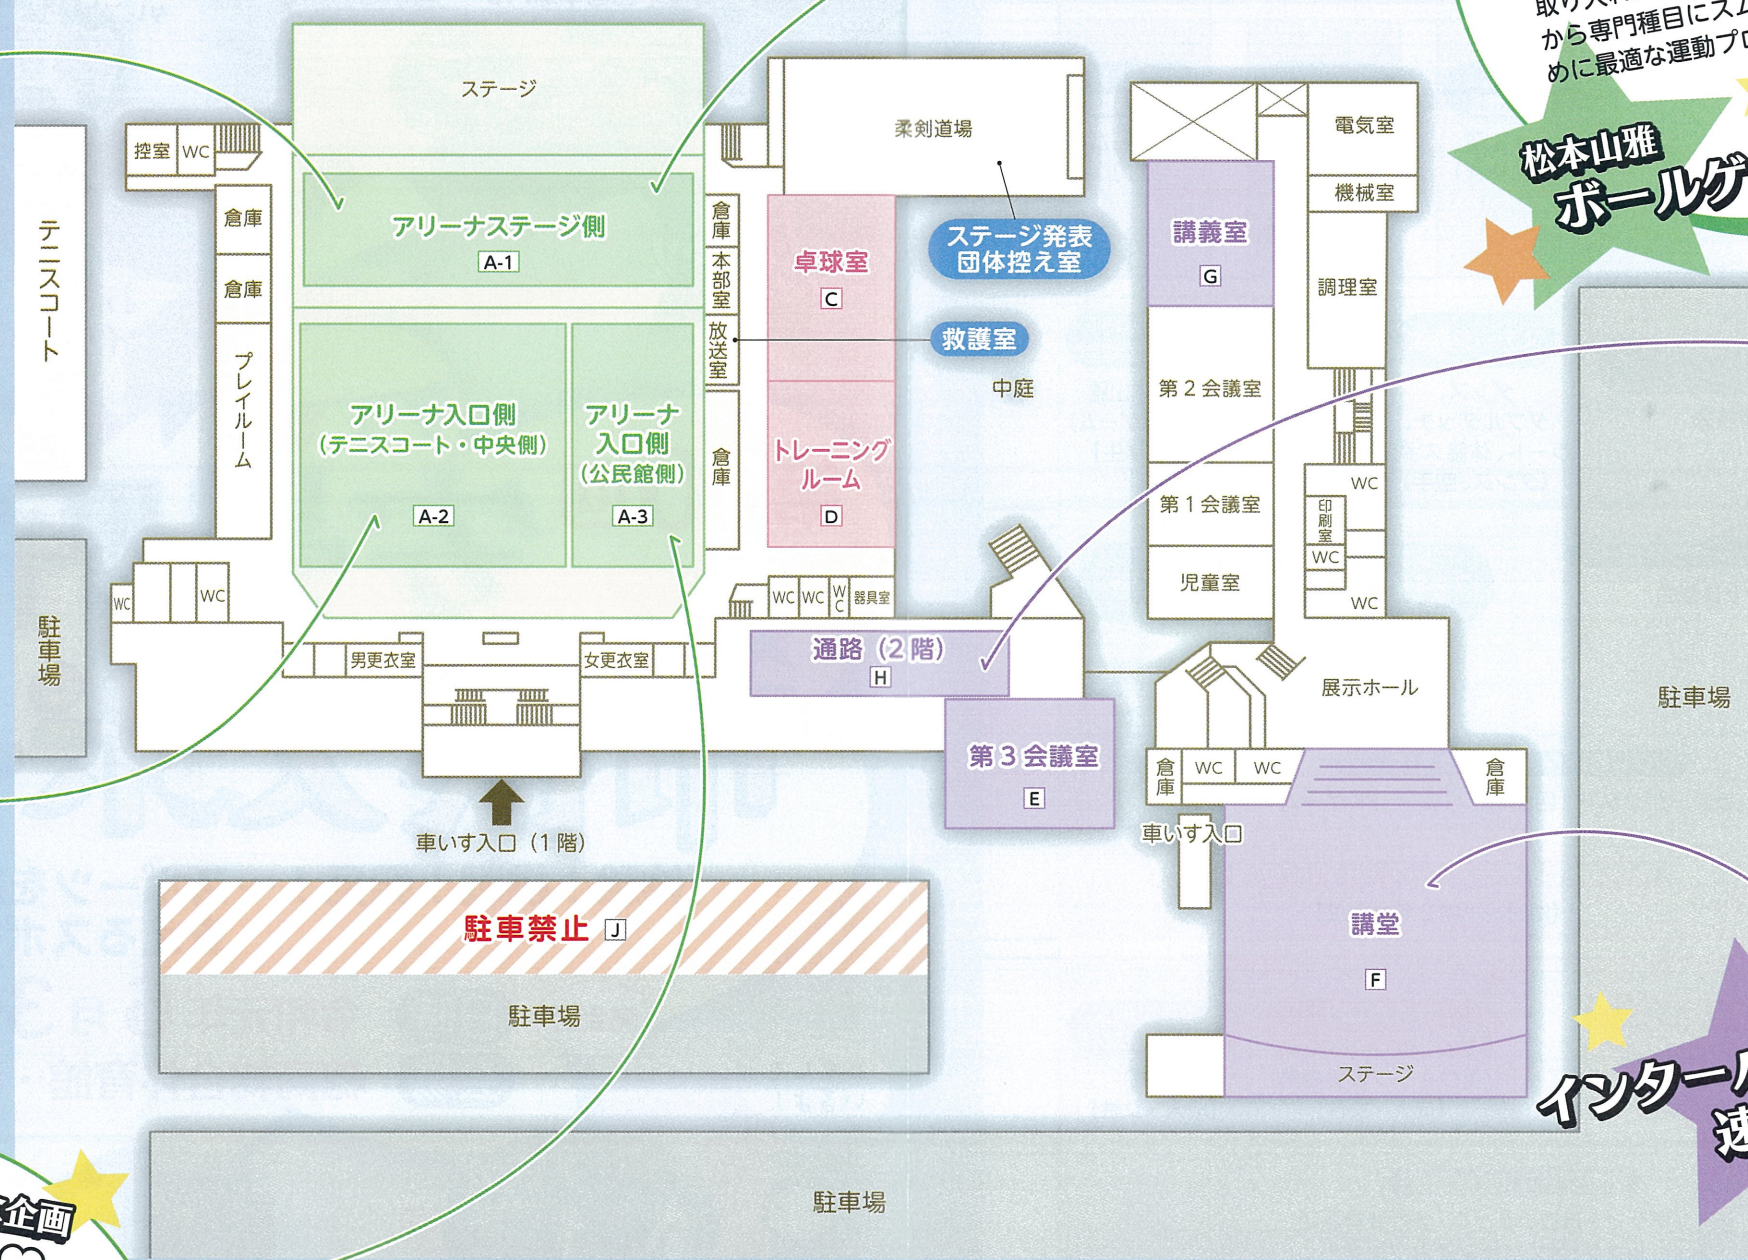 取り入れ
から専門種目にスム
めに最適な運動プロ
松本山雅
ボールゲ
ステージ
柔剣道場
電気室
機械室
控室
WC
倉庫
倉庫
プレイルーム
テニスコート
駐車場
アリーナステージ側
A-1
倉庫
本部室
放送室
倉庫
卓球室
C
ステージ発表
団体控え室
救護室
中庭
講義室
G
調理室
第2会議室
第1会議室
児童室
WC
印刷室
WC
WC
アリーナ入口側
(テニスコート・中央側)
A-2
アリーナ
入口側
(公民館側)
A-3
トレーニング
ルーム
D
WC
WC
WC
WC
WC
器具室
男更衣室
女更衣室
通路(2階)
H
第3会議室
E
展示ホール
駐車場
倉庫
WC
WC
倉庫
車いす入口
車いす入口(1階)
駐車禁止
J
駐車場
講堂
F
ステージ
駐車場
インター
速
企画